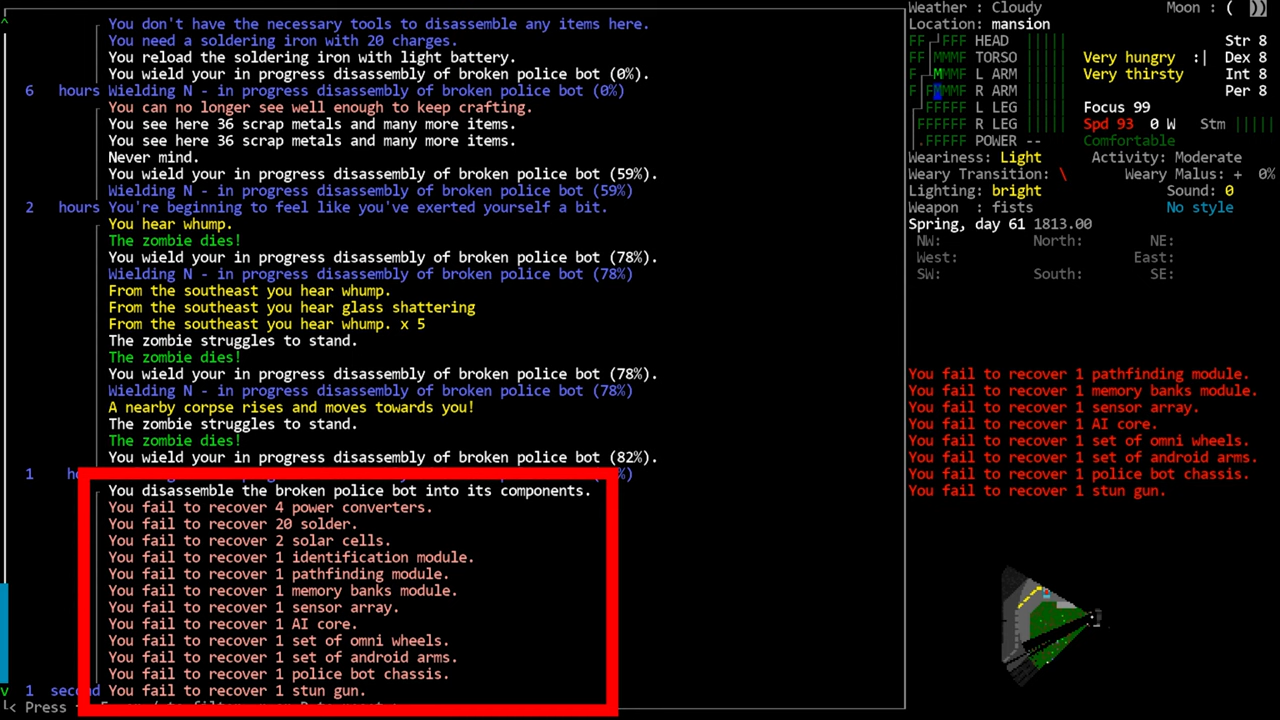 You don't have the necessary tools to disassemble any items here.
You need a soldering iron with 20 charges.
You reload the soldering iron with light battery.
You wield your in progress disassembly of broken police bot (0%).
6 hours Wielding N - in progress disassembly of broken police bot (0%)
You can no longer see well enough to keep crafting.
You see here 36 scrap metals and many more items.
You see here 36 scrap metals and many more items.
Never mind.
You wield your in progress disassembly of broken police bot (59%).
Wielding N - in progress disassembly of broken police bot (59%)
2 hours You're beginning to feel like you've exerted yourself a bit.
You hear whump.
The zombie dies!
You wield your in progress disassembly of broken police bot (78%).
Wielding N - in progress disassembly of broken police bot (78%)
From the southeast you hear whump.
From the southeast you hear glass shattering
From the southeast you hear whump. x 5
The zombie struggles to stand.
The zombie dies!
You wield your in progress disassembly of broken police bot (78%).
Wielding N - in progress disassembly of broken police bot (78%)
A nearby corpse rises and moves towards you!
The zombie struggles to stand.
The zombie dies!
You wield your in progress disassembly of broken police bot (82%).
1
You disassemble the broken police bot into its components.
You fail to recover 4 power converters.
You fail to recover 20 solder.
You fail to recover 2 solar cells.
You fail to recover 1 identification module.
You fail to recover 1 pathfinding module.
You fail to recover 1 memory banks module.
You fail to recover 1 sensor array.
You fail to recover 1 AI core.
You fail to recover 1 set of omni wheels.
You fail to recover 1 set of android arms.
You fail to recover 1 police bot chassis.
1 second You fail to recover 1 stun gun.
< Press
Weather : Cloudy Moon : ( ))
Location: mansion
FF FFF HEAD ||||| Str 8
FF MMMF TORSO ||||| Very hungry :| Dex 8
F MMMF L ARM ||||| Very thirsty Int 8
F F MMF R ARM ||||| Per 8
FFFFF L LEG ||||| Focus 99
FFFFFF R LEG ||||| Spd 93 0 W Stm |||||
.FFFFF POWER -- Comfortable
Weariness: Light Activity: Moderate
Weary Transition: \ Weary Malus: + 0%
Lighting: bright Sound: 0
Weapon : fists No style
Spring, day 61 1813.00
NW: North: NE:
West: East:
SW: South: SE:
You fail to recover 1 pathfinding module.
You fail to recover 1 memory banks module.
You fail to recover 1 sensor array.
You fail to recover 1 AI core.
You fail to recover 1 set of omni wheels.
You fail to recover 1 set of android arms.
You fail to recover 1 police bot chassis.
You fail to recover 1 stun gun.